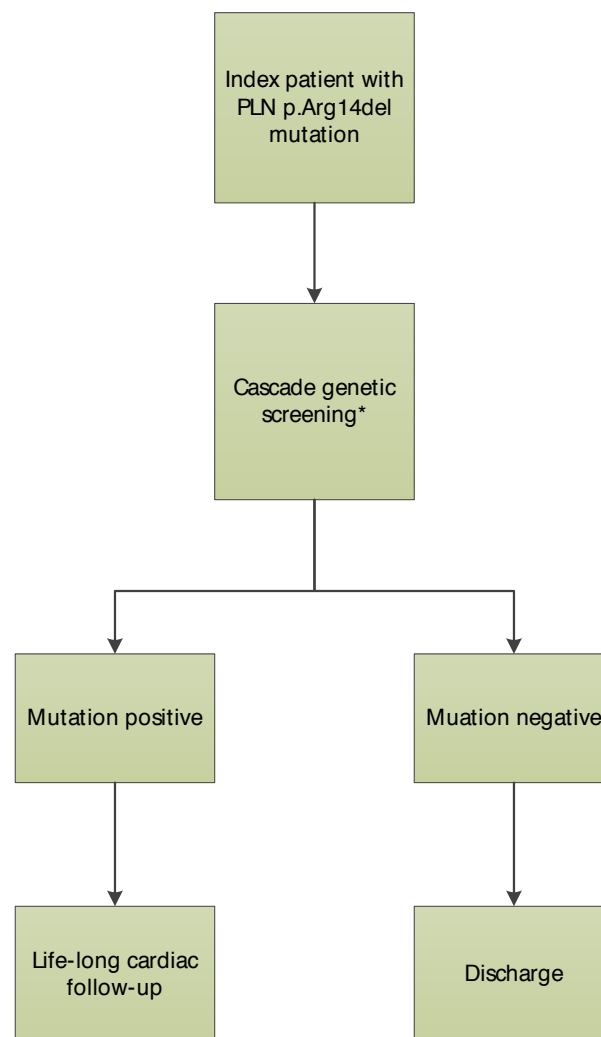 Index patient with
PLN p.Arg14del
mutation
Cascade genetic
screening*
Mutation positive
Muation negative
Life-long cardiac
follow-up
Discharge